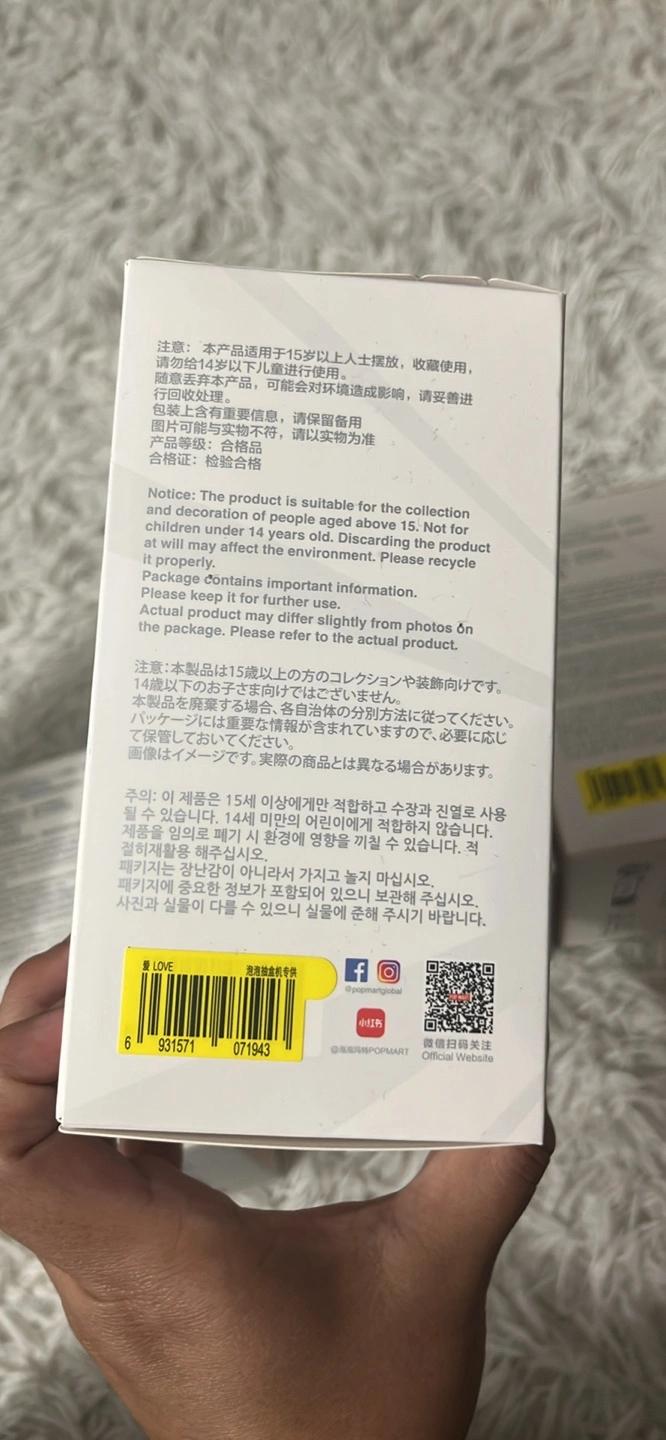 注意： 本产品适用于15岁以上人士摆放，收藏使用，
请勿给14岁以下儿童进行使用。
随意丢弃本产品，可能会对环境造成影响，请妥善进
行回收处理。
包装上含有重要信息，请保留备用
图片可能与实物不符，请以实物为准
产品等级：合格品
合格证：检验合格
Notice: The product is suitable for the collection
and decoration of people aged above 15. Not for
children under 14 years old. Discarding the product
at will may affect the environment. Please recycle
it properly.
Package contains important information.
Please keep it for further use.
Actual product may differ slightly from photos on
the package. Please refer to the actual product.
注意：本製品は15歳以上の方のコレクションや装飾向けです。
14歳以下のお子さま向けではございません。
本製品を廃棄する場合、各自治体の分別方法に従ってください。
パッケージには重要な情報が含まれていますので、必要に応じ
て保管しておいてください。
画像はイメージです。実際の商品とは異なる場合があります。
주의: 이 제품은 15세 이상에게만 적합하고 수장과 진열로 사용
될 수 있습니다. 14세 미만의 어린이에게 적합하지 않습니다.
제품을 임의로 폐기 시 환경에 영향을 끼칠 수 있습니다. 적
절히재활용 해주십시오.
패키지는 장난감이 아니라서 가지고 놀지 마십시오.
패키지에 중요한 정보가 포함되어 있으니 보관해 주십시오.
사진과 실물이 다를 수 있으니 실물에 준해 주시기 바랍니다.
爱 LOVE 泡泡抽盒机专供
6 931571 071943
@popmartglobal
小红书
@泡泡玛特POPMART
POP MART
微信扫码关注
Official Website